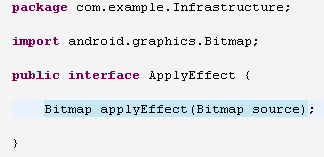 package com.example.Infrastructure;
import android.graphics.Bitmap;
public interface ApplyEffect {
Bitmap applyEffect(Bitmap source);
}